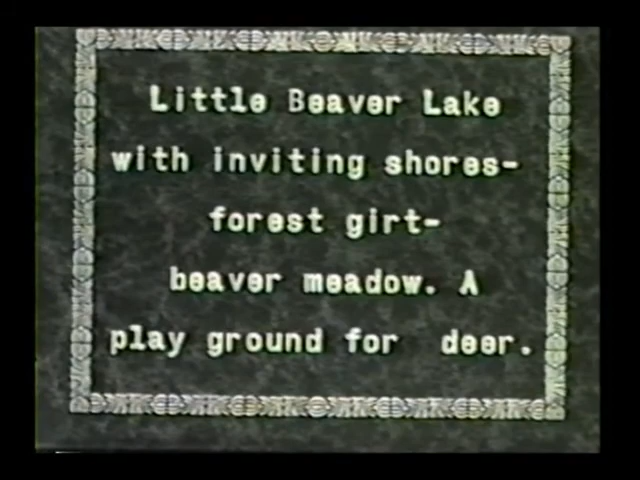 Little Beaver Lake
with inviting shores-
forest girt-
beaver meadow. A
play ground for deer.